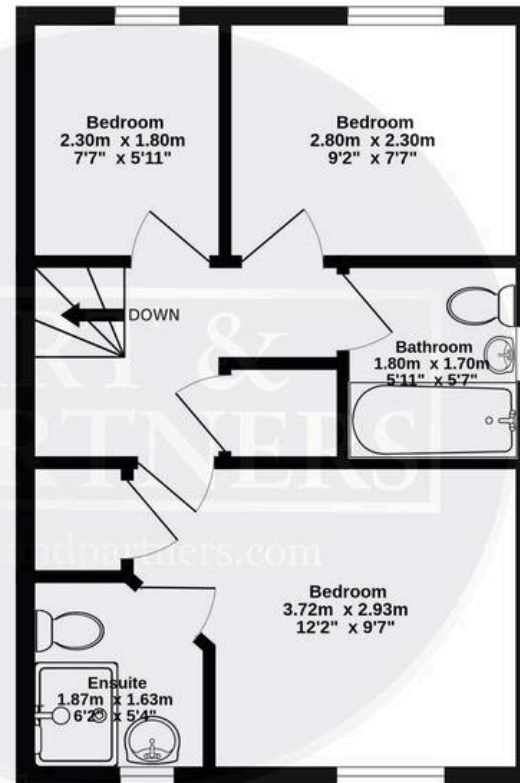 Bedroom
2.30m x 1.80m
7'7" x 5'11"
Bedroom
2.80m x 2.30m
9'2" x 7'7"
DOWN
Bathroom
1.80m x 1.70m
5'11" x 5'7"
Bedroom
3.72m x 2.93m
12'2" x 9'7"
Ensuite
1.87m x 1.63m
6'2" x 5'4"